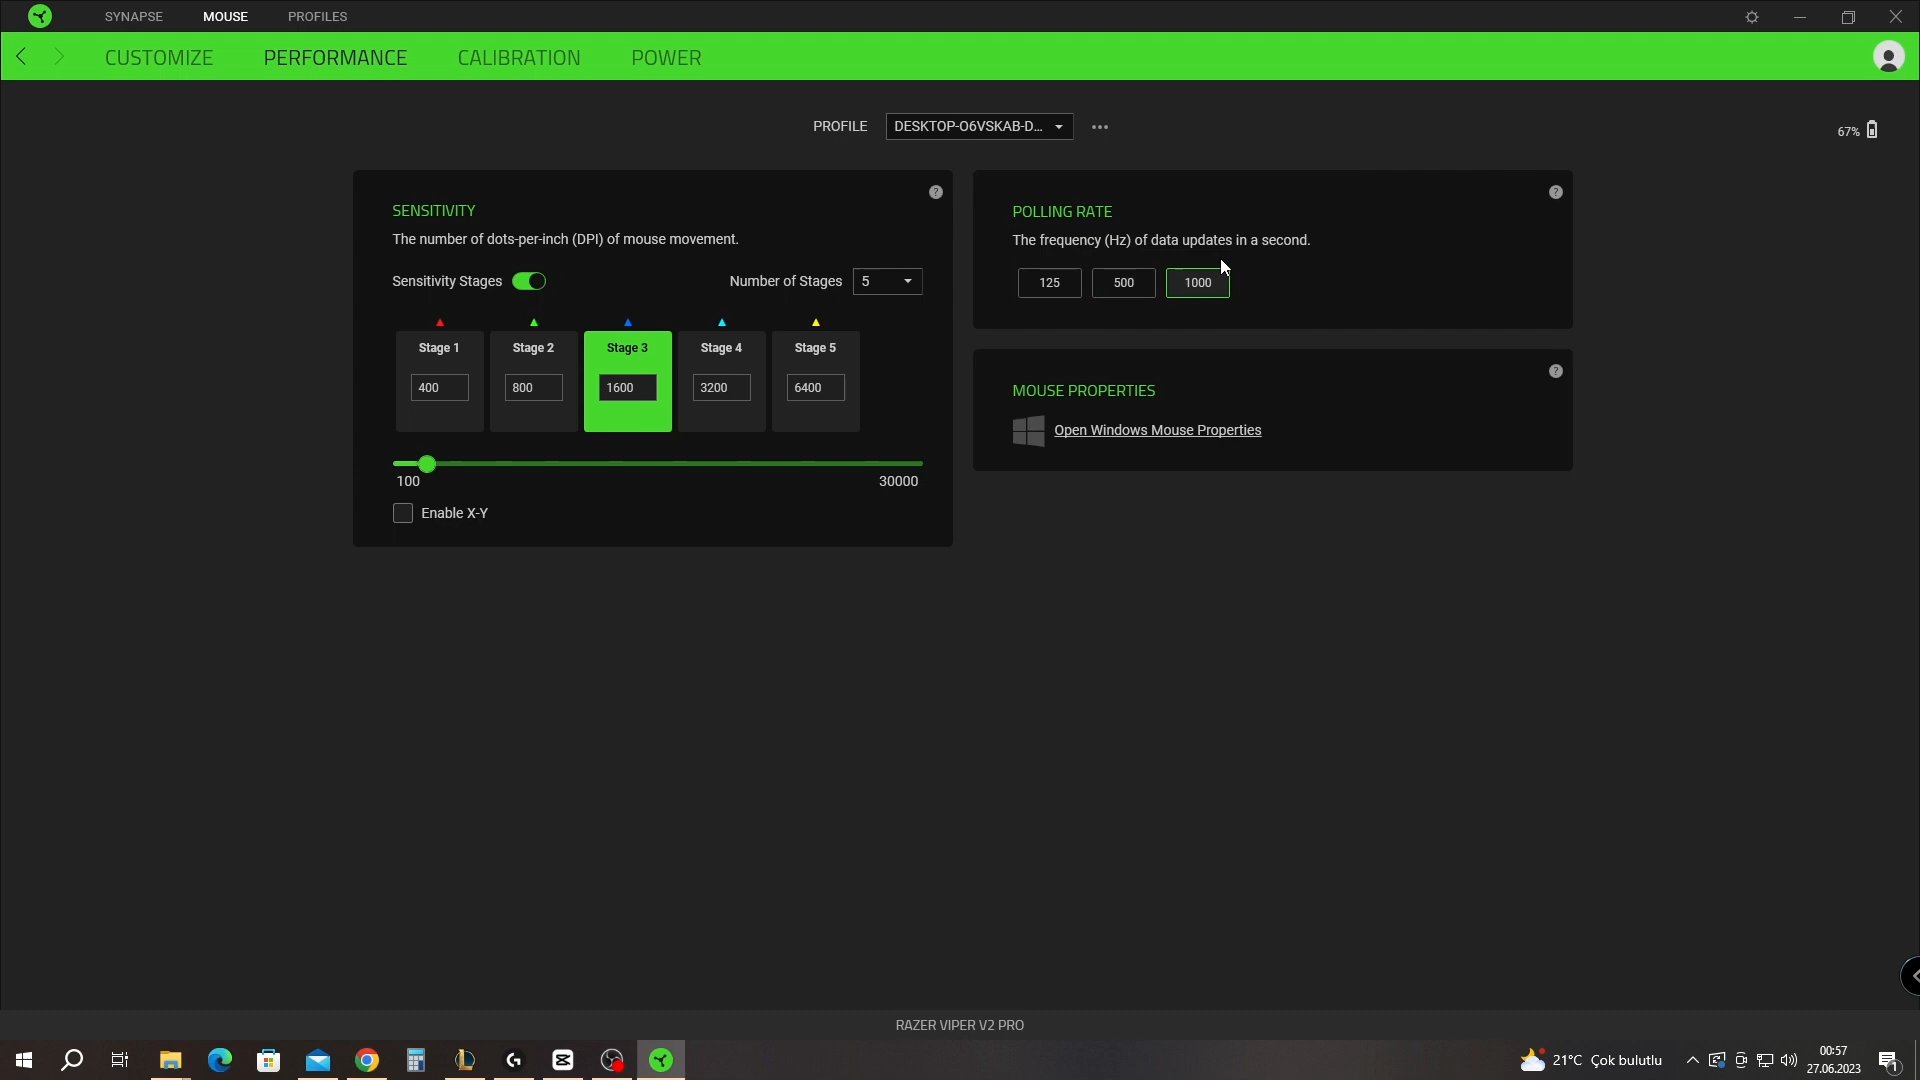 SYNAPSE MOUSE PROFILES
CUSTOMIZE PERFORMANCE CALIBRATION POWER
PROFILE DESKTOP-O6VSKAB-D...
67%
SENSITIVITY
The number of dots-per-inch (DPI) of mouse movement.
Sensitivity Stages Number of Stages 5
Stage 1 Stage 2 Stage 3 Stage 4 Stage 5
400 800 1600 3200 6400
100 30000
Enable X-Y
POLLING RATE
The frequency (Hz) of data updates in a second.
125 500 1000
MOUSE PROPERTIES
Open Windows Mouse Properties
RAZER VIPER V2 PRO
21°C Çok bulutlu
00:57
27.06.2023
1